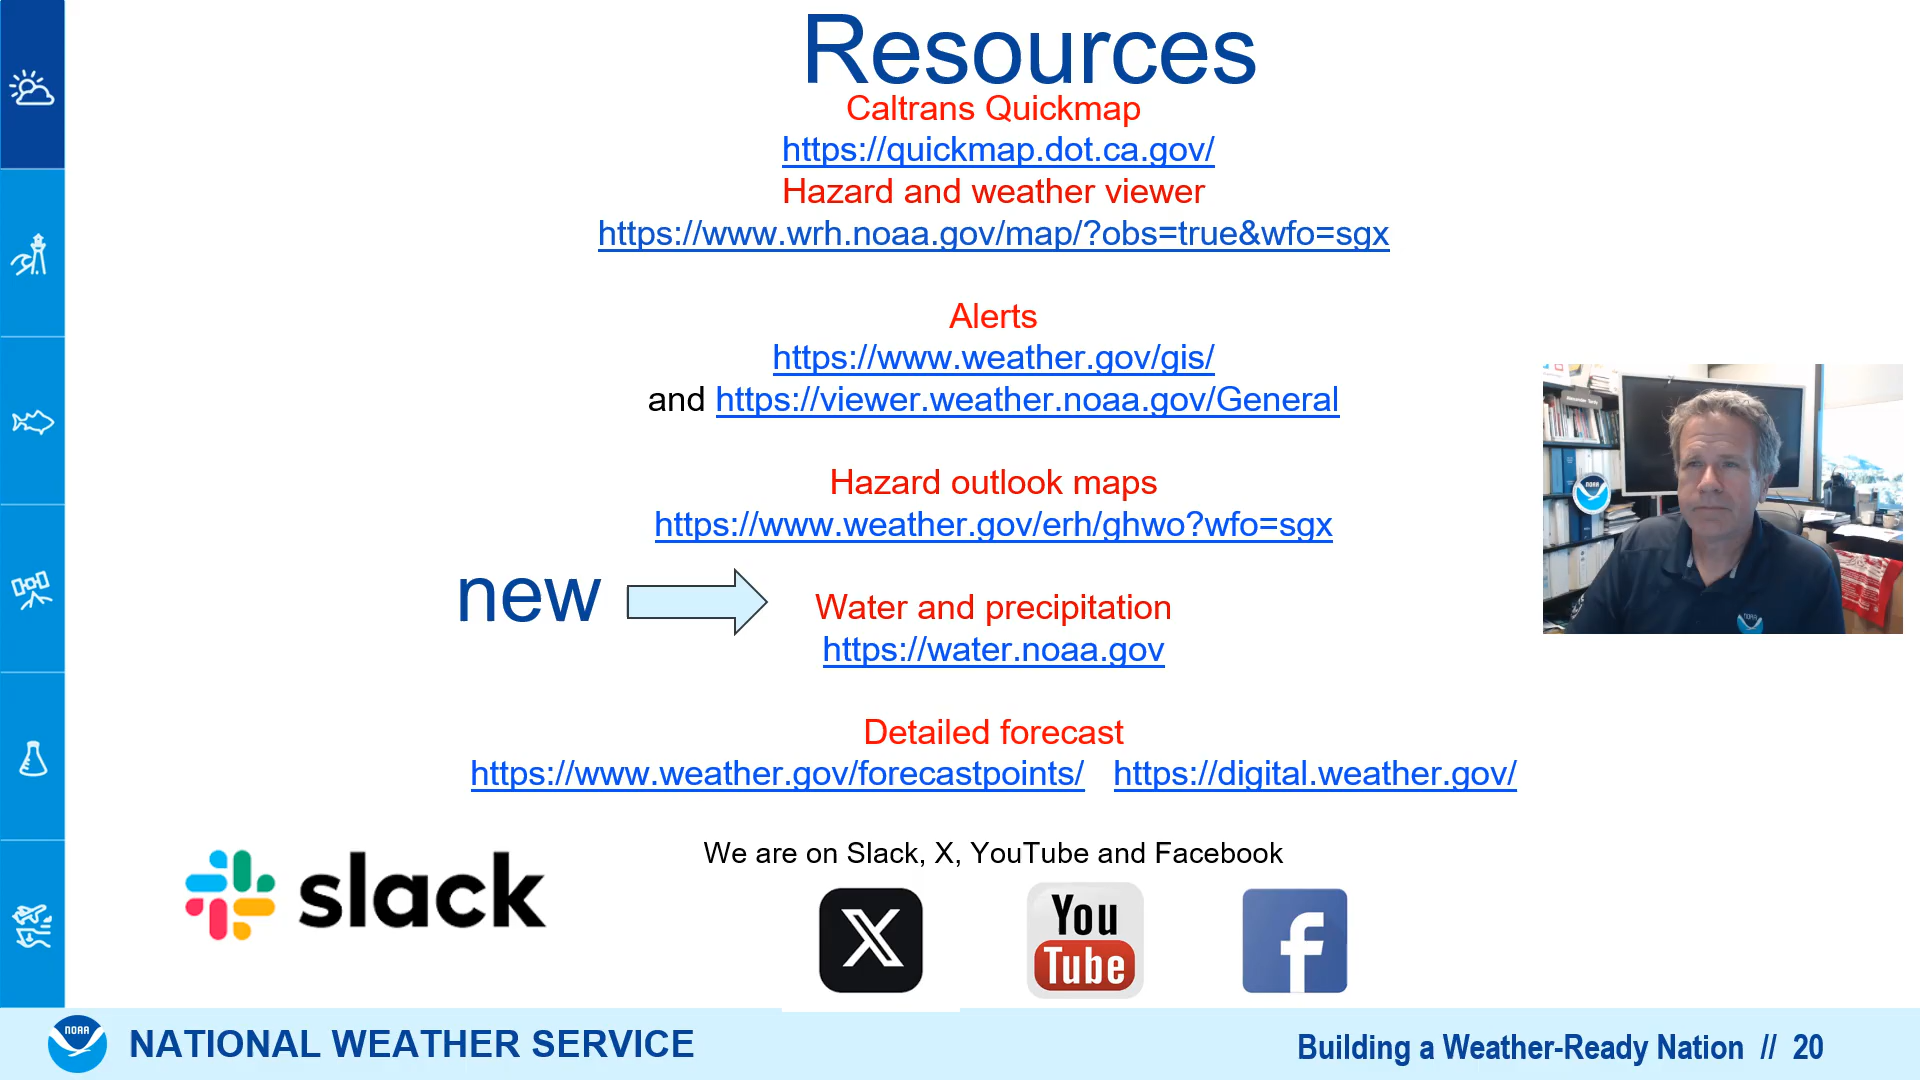 Resources
Caltrans Quickmap
https://quickmap.dot.ca.gov/
Hazard and weather viewer
https://www.wrh.noaa.gov/map/?obs=true&wfo=sgx
Alerts
https://www.weather.gov/gis/
and https://viewer.weather.noaa.gov/General
Hazard outlook maps
https://www.weather.gov/erh/ghwo?wfo=sgx
new
Water and precipitation
https://water.noaa.gov
Detailed forecast
https://www.weather.gov/forecastpoints/ https://digital.weather.gov/
We are on Slack, X, YouTube and Facebook
slack
X
You
Tube
f
NOAA
NOAA
NOAA
NATIONAL WEATHER SERVICE
Building a Weather-Ready Nation // 20